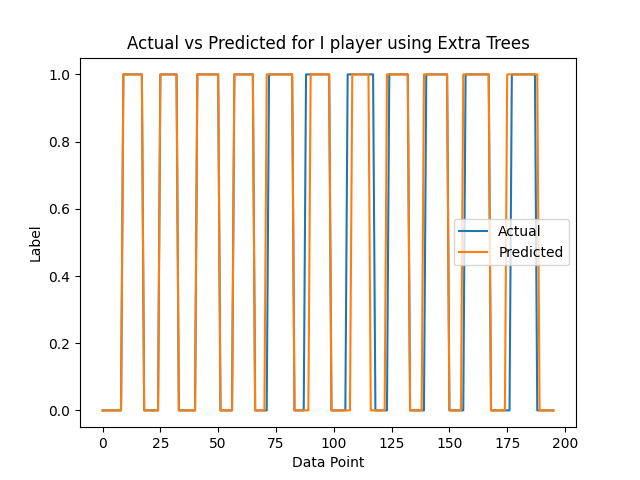 Actual vs Predicted for I player using Extra Trees
1.0
0.8
0.6
0.4
0.2
0.0
Label
Actual
Predicted
0 25 50 75 100 125 150 175 200
Data Point